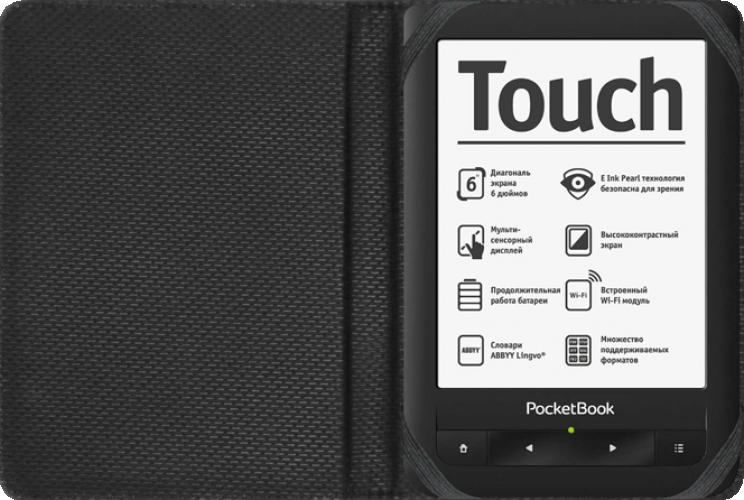 Touch
6"
Диагональ
экрана
6 дюймов
E Ink Pearl технология
безопасна для зрения
Мульти-
сенсорный
дисплей
Высококонтрастный
экран
Продолжительная
работа батареи
Wi-Fi
Встроенный
Wi-Fi модуль
ABBYY
Словари
ABBYY Lingvo®
Множество
поддерживаемых
форматов
PocketBook